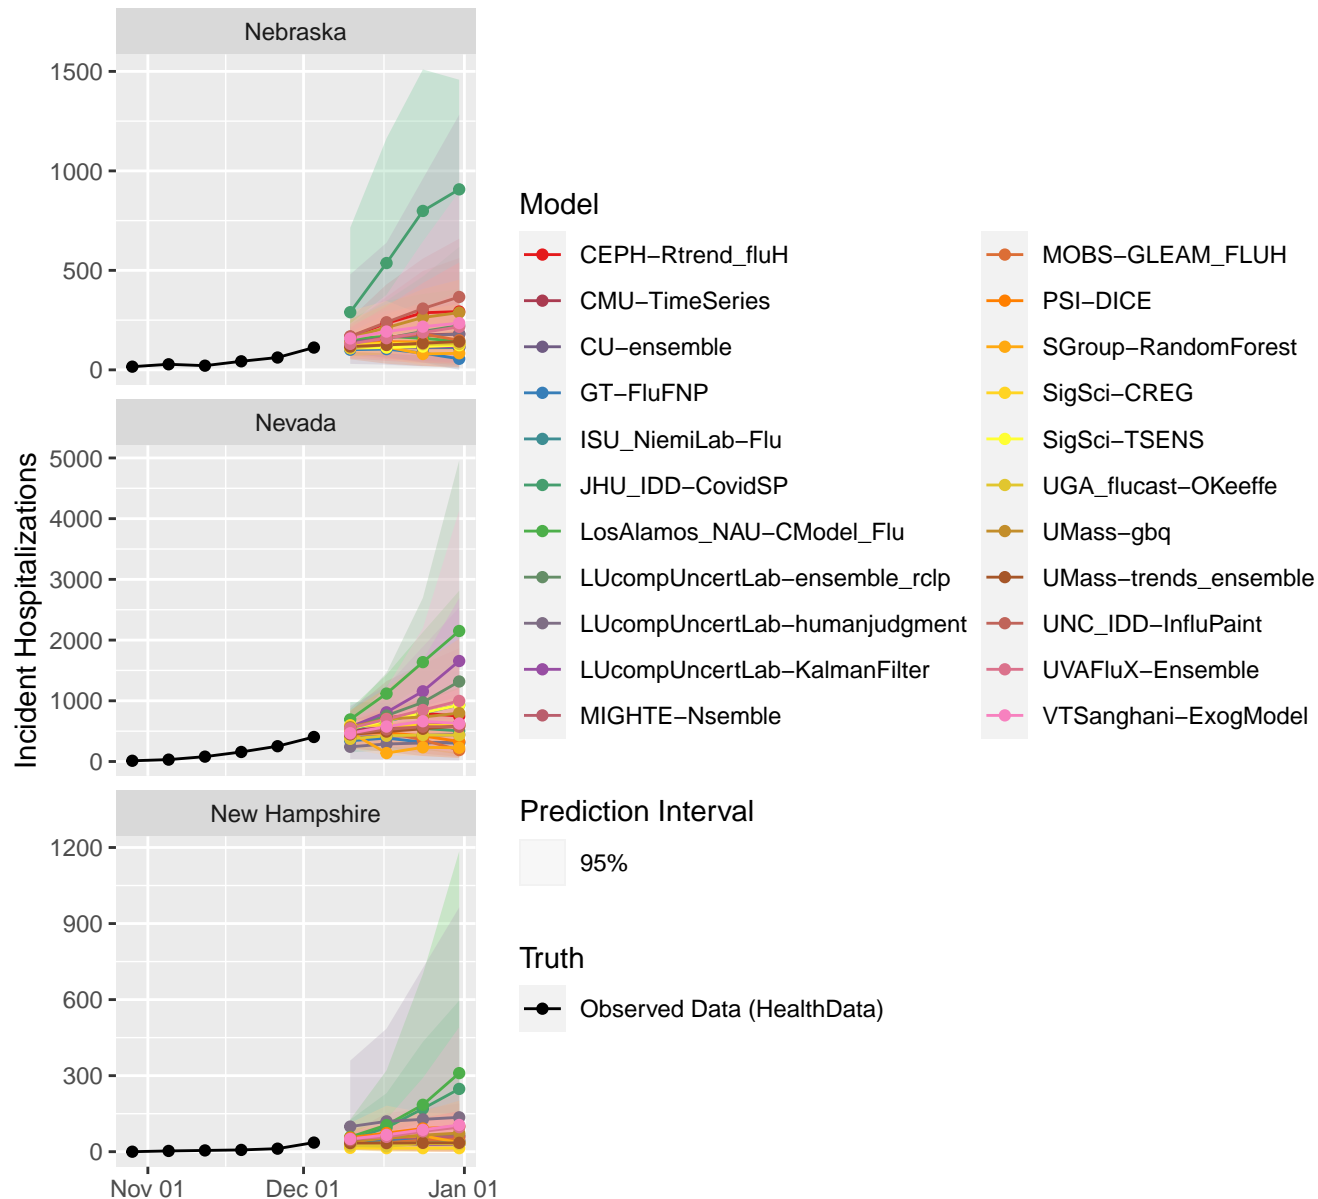 Nebraska
1500
1000
500
0
Nevada
5000
4000
3000
2000
1000
0
New Hampshire
1200
900
600
300
0
Nov 01
Dec 01
Jan 01
Incident Hospitalizations
Model
CEPH−Rtrend_fluH
CMU−TimeSeries
CU−ensemble
GT−FluFNP
ISU_NiemiLab−Flu
JHU_IDD−CovidSP
LosAlamos_NAU−CModel_Flu
LUcompUncertLab−ensemble_rclp
LUcompUncertLab−humanjudgment
LUcompUncertLab−KalmanFilter
MIGHTE−Nsemble
MOBS−GLEAM_FLUH
PSI−DICE
SGroup−RandomForest
SigSci−CREG
SigSci−TSENS
UGA_flucast−OKeeffe
UMass−gbq
UMass−trends_ensemble
UNC_IDD−InfluPaint
UVAFluX−Ensemble
VTSanghani−ExogModel
Prediction Interval
95%
Truth
Observed Data (HealthData)